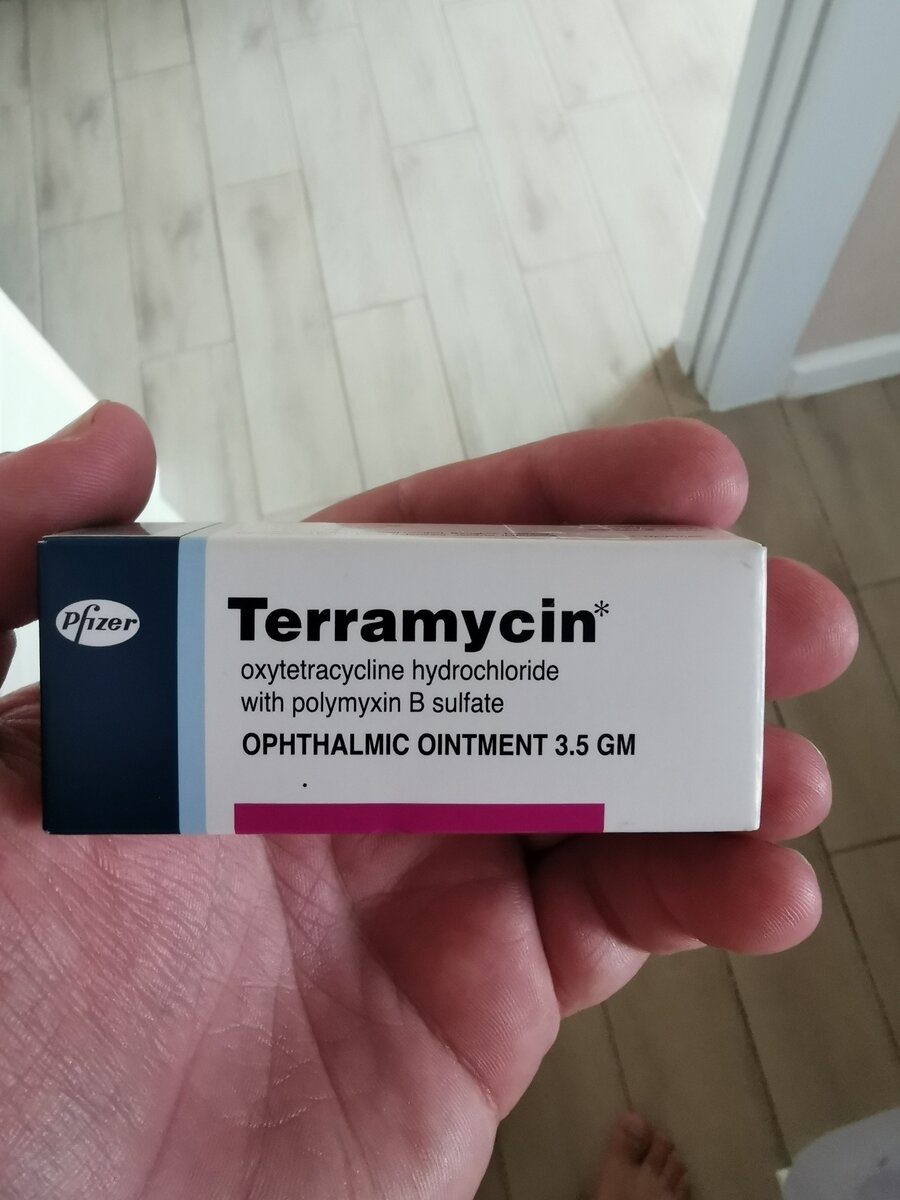 Pfizer
Terramycin*
oxytetracycline hydrochloride
with polymyxin B sulfate
OPHTHALMIC OINTMENT 3.5 GM